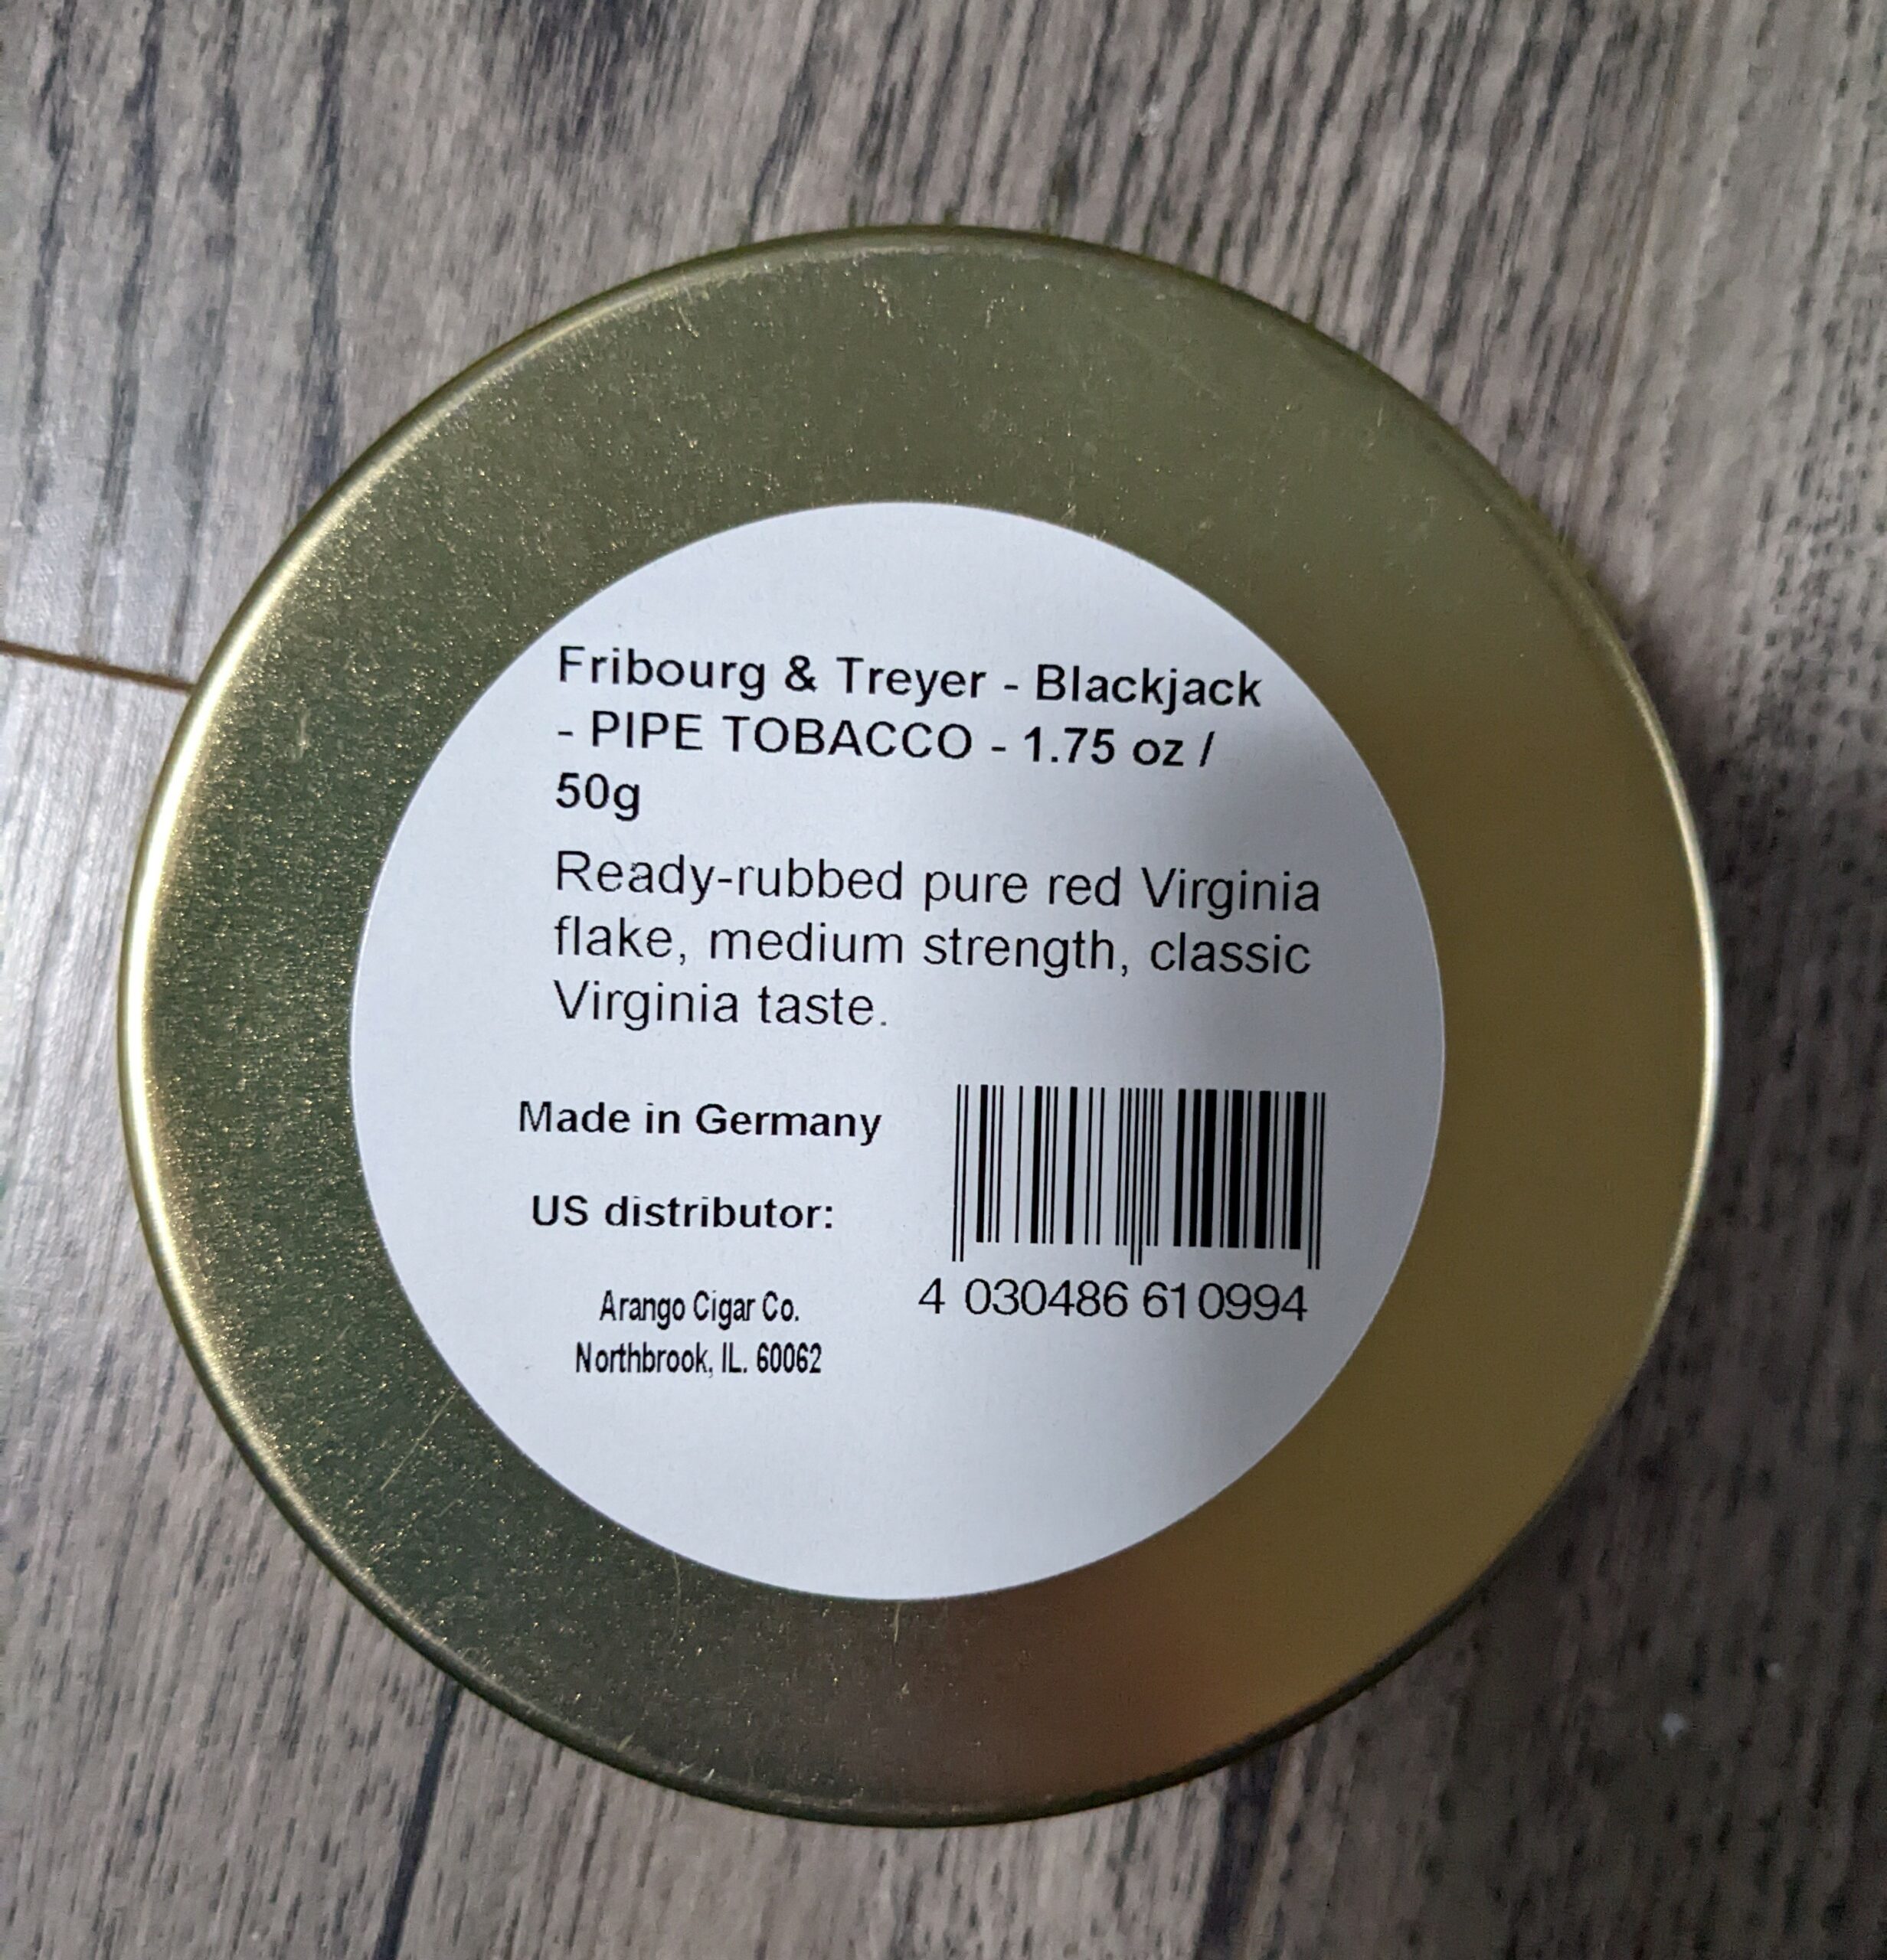 Fribourg & Treyer - Blackjack
- PIPE TOBACCO - 1.75 oz /
50g
Ready-rubbed pure red Virginia
flake, medium strength, classic
Virginia taste.
Made in Germany
US distributor:
Arango Cigar Co.
Northbrook, IL. 60062
4 030486 610994